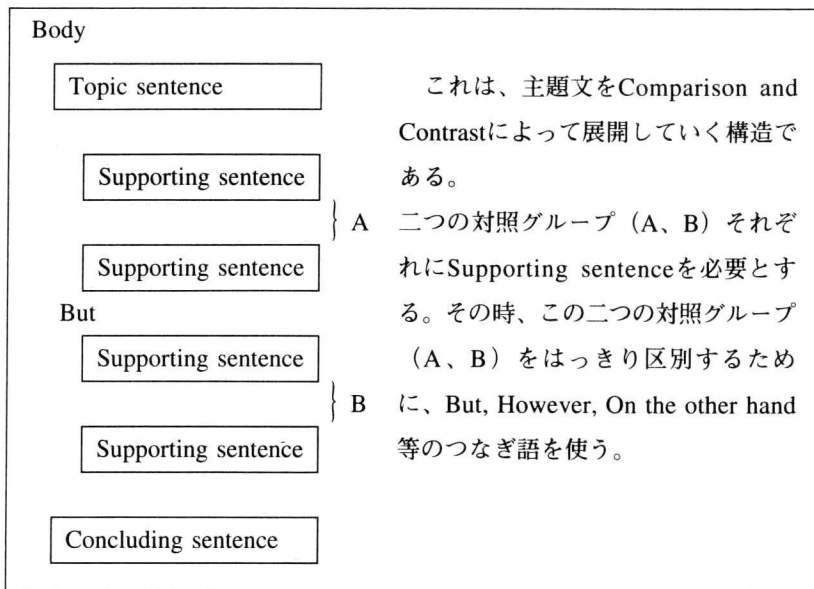 Body
Topic sentence
Supporting sentence
A
Supporting sentence
But
Supporting sentence
B
Supporting sentence
Concluding sentence
これは、主題文をComparison and
Contrastによって展開していく構造で
ある。
二つの対照グループ（A、B）それぞ
れにSupporting sentenceを必要とす
る。その時、この二つの対照グループ
（A、B）をはっきり区別するため
に、But, However, On the other hand
等のつなぎ語を使う。